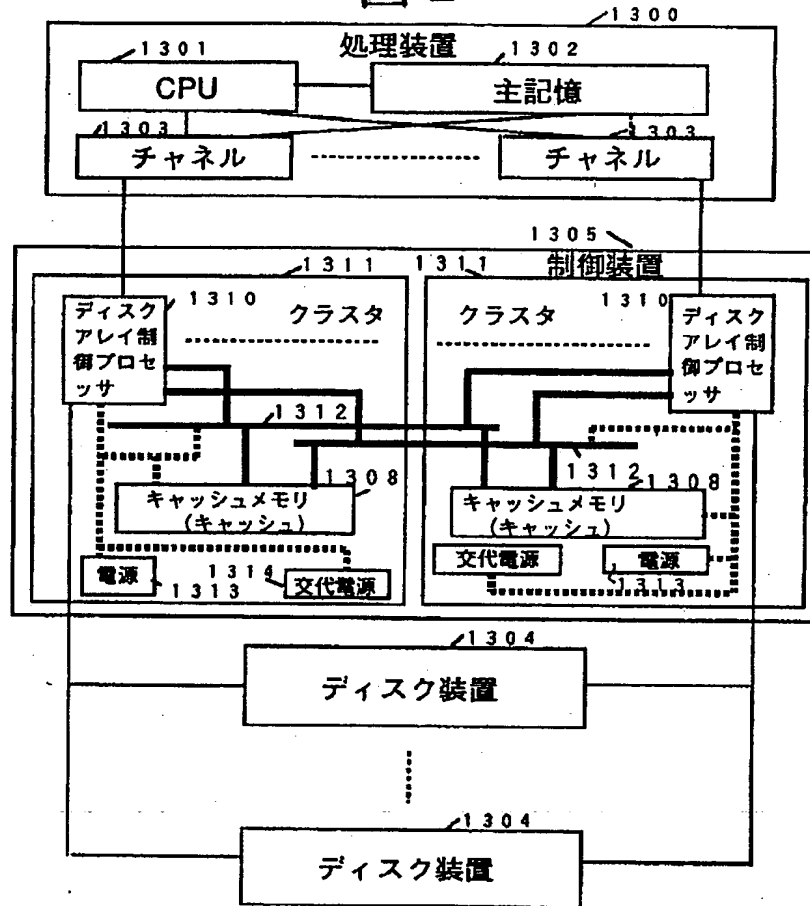 1300
1301
処理装置
1302
CPU
主記憶
1303
1303
チャネル
チャネル
1305
制御装置
1311
1311
1310
ディスク
アレイ制
御プロセ
ッサ
クラスタ
クラスタ
1310
ディスク
アレイ制
御プロセ
ッサ
1312
1312
1308
キャッシュメモリ
(キャッシュ)
1308
キャッシュメモリ
(キャッシュ)
電源
1313
1314
交代電源
交代電源
電源
1313
1304
ディスク装置
1304
ディスク装置